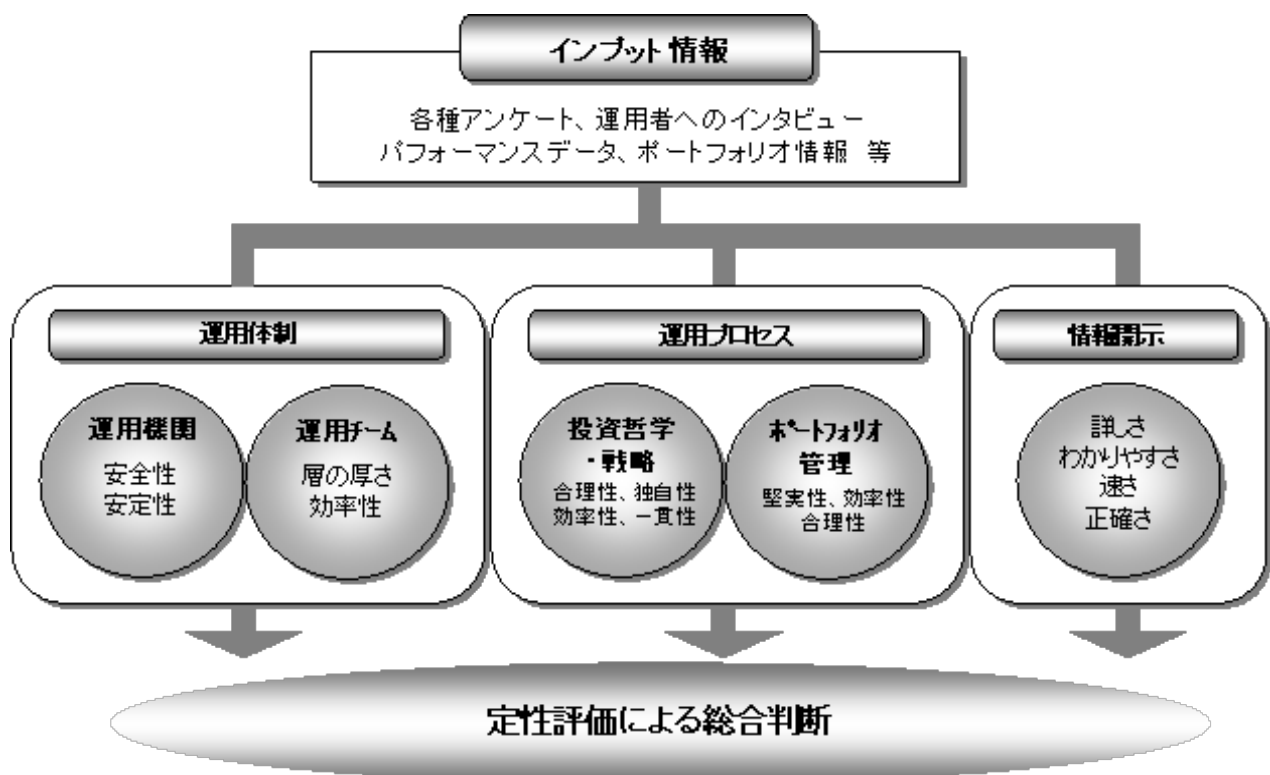 インプット情報
各種アンケート、運用者へのインタビュー
パフォーマンスデータ、ポートフォリオ情報 等
運用体制
運用機関
安全性
安定性
運用チーム
層の厚さ
効率性
運用プロセス
投資哲学
・戦略
合理性、独自性
効率性、一貫性
ポートフォリオ
管理
堅実性、効率性
合理性
情報開示
詳しさ
わかりやすさ
速さ
正確さ
定性評価による総合判断